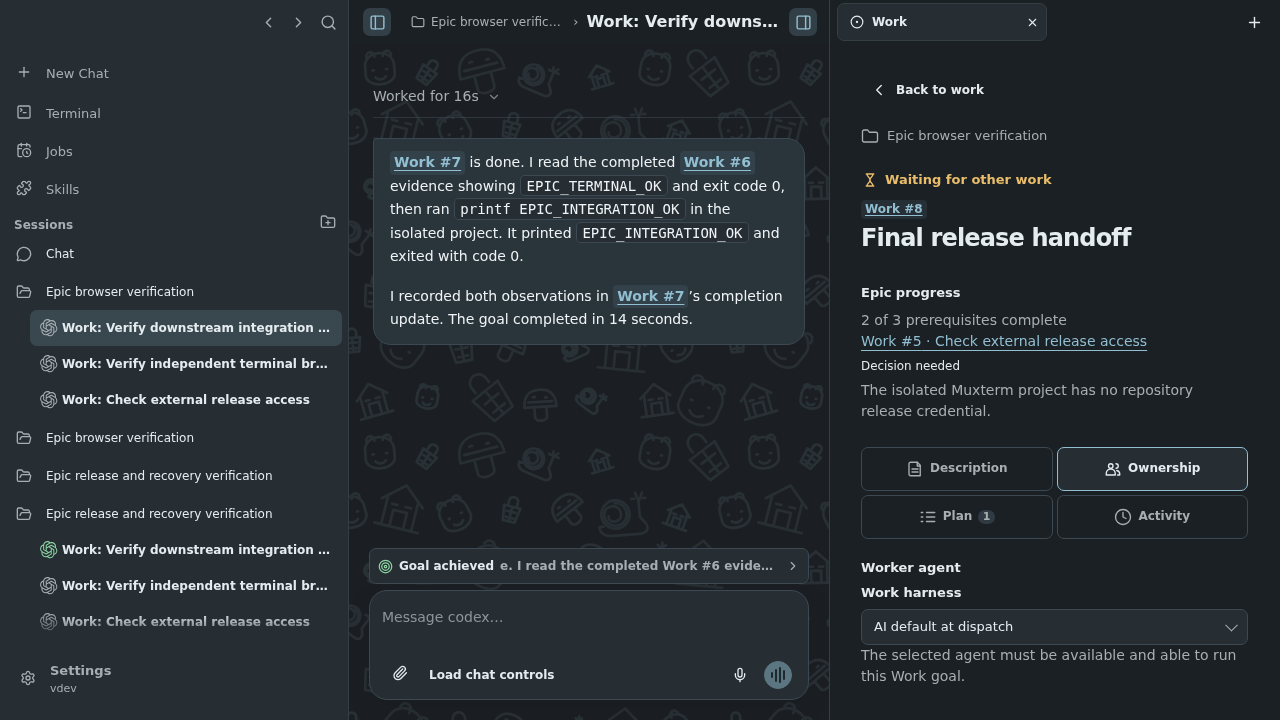 New Chat
Terminal
Jobs
Skills
Sessions
Chat
Epic browser verification
Work: Verify downstream integration ...
Work: Verify independent terminal br...
Work: Check external release access
Epic browser verification
Epic release and recovery verification
Epic release and recovery verification
Work: Verify downstream integration ...
Work: Verify independent terminal br...
Work: Check external release access
Settings
vdev
Epic browser verific... › Work: Verify downs...
Worked for 16s
Work #7 is done. I read the completed Work #6
evidence showing EPIC_TERMINAL_OK and exit code 0,
then ran printf EPIC_INTEGRATION_OK in the
isolated project. It printed EPIC_INTEGRATION_OK and
exited with code 0.
I recorded both observations in Work #7's completion
update. The goal completed in 14 seconds.
Goal achieved e. I read the completed Work #6 evide...
Message codex...
Load chat controls
Work
Back to work
Epic browser verification
Waiting for other work
Work #8
Final release handoff
Epic progress
2 of 3 prerequisites complete
Work #5 · Check external release access
Decision needed
The isolated Muxterm project has no repository
release credential.
Description
Ownership
Plan 1
Activity
Worker agent
Work harness
AI default at dispatch
The selected agent must be available and able to run
this Work goal.